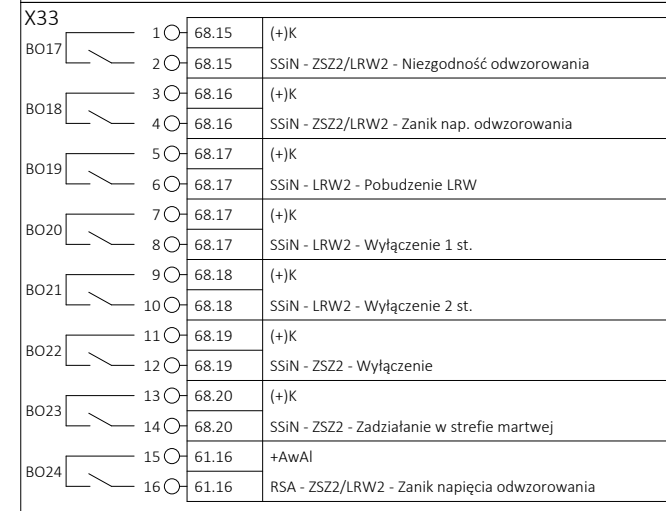 X33
BO17
1 68.15 (+)K
2 68.15 SSiN - ZSZ2/LRW2 - Niezgodność odwzorowania
BO18
3 68.16 (+)K
4 68.16 SSiN - ZSZ2/LRW2 - Zanik nap. odwzorowania
BO19
5 68.17 (+)K
6 68.17 SSiN - LRW2 - Pobudzenie LRW
BO20
7 68.17 (+)K
8 68.17 SSiN - LRW2 - Wyłączenie 1 st.
BO21
9 68.18 (+)K
10 68.18 SSiN - LRW2 - Wyłączenie 2 st.
BO22
11 68.19 (+)K
12 68.19 SSiN - ZSZ2 - Wyłączenie
BO23
13 68.20 (+)K
14 68.20 SSiN - ZSZ2 - Zadziałanie w strefie martwej
BO24
15 61.16 +AwAl
16 61.16 RSA - ZSZ2/LRW2 - Zanik napięcia odwzorowania